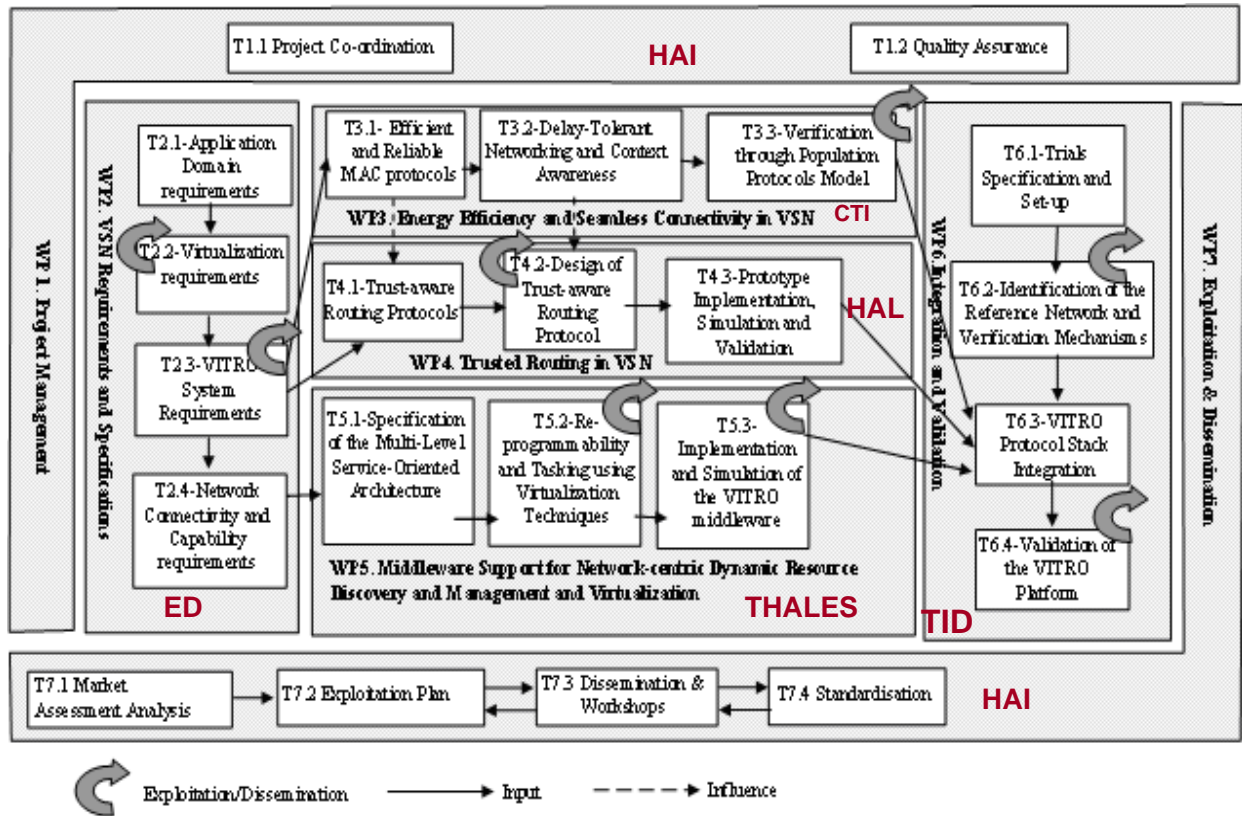 T1.1 Project Co-ordination
HAI
T1.2 Quality Assurance
WP 1. Project Management
WP2. VSN Requirements and Specifications
T2.1-Application
Domain
requirements
T2.2-Virtualization
requirements
T2.3-VITRO
System
Requirements
T2.4-Network
Connectivity and
Capability
requirements
ED
T3.1- Efficient
and Reliable
MAC protocols
T3.2-Delay-Tolerant
Networking and Context
Awareness
T3.3-Verification
through Population
Protocols Model
WP3. Energy Efficiency and Seamless Connectivity in VSN
CTI
T4.1-Trust-aware
Routing Protocols
T4.2-Design of
Trust-aware
Routing
Protocol
T4.3-Prototype
Implementation,
Simulation and
Validation
HAL
WP4. Trusted Routing in VSN
T5.1-Specification
of the Multi-Level
Service-Oriented
Architecture
T5.2-Re-
programmability
and Tasking using
Virtualization
Techniques
T5.3-
Implementation
and Simulation of
the VITRO
middleware
WP5. Middleware Support for Network-centric Dynamic Resource
Discovery and Management and Virtualization
THALES
WP6. Integration and Validation
T6.1-Trials
Specification and
Set-up
T6.2-Identification of the
Reference Network and
Verification Mechanisms
T6.3-VITRO
Protocol Stack
Integration
T6.4-Validation of
the VITRO
Platform
TID
WP7. Exploitation & Dissemination
T7.1 Market
Assessment Analysis
T7.2 Exploitation Plan
T7.3 Dissemination &
Workshops
T7.4 Standardisation
HAI
Exploitation/Dissemination
Input
Influence